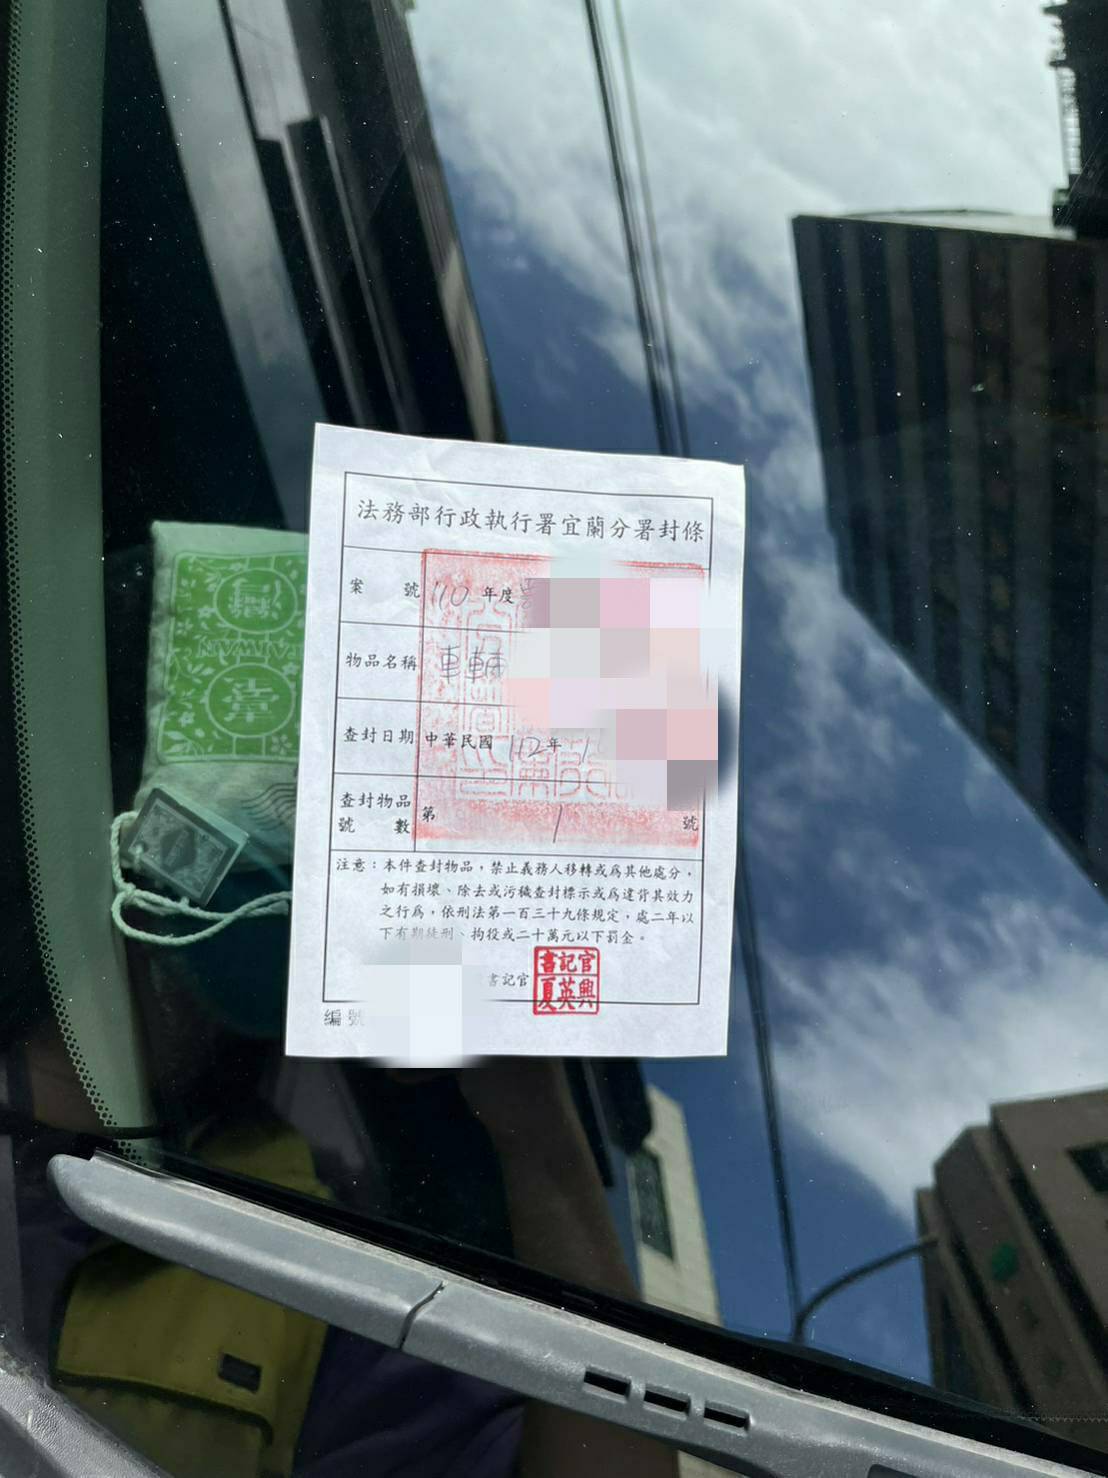 法務部行政執行署宜蘭分署封條
案號 110年度
物品名稱 車輛
查封日期 中華民國 112年 1
查封物品號數 第 1 號
注意：本件查封物品，禁止義務人移轉或為其他處分，
如有損壞、除去或污穢查封標示或為違背其效力
之行為，依刑法第一百三十九條規定，處二年以
下有期徒刑、拘役或二十萬元以下罰金。
書記官
書記官
夏英興
編號
TAIWAN